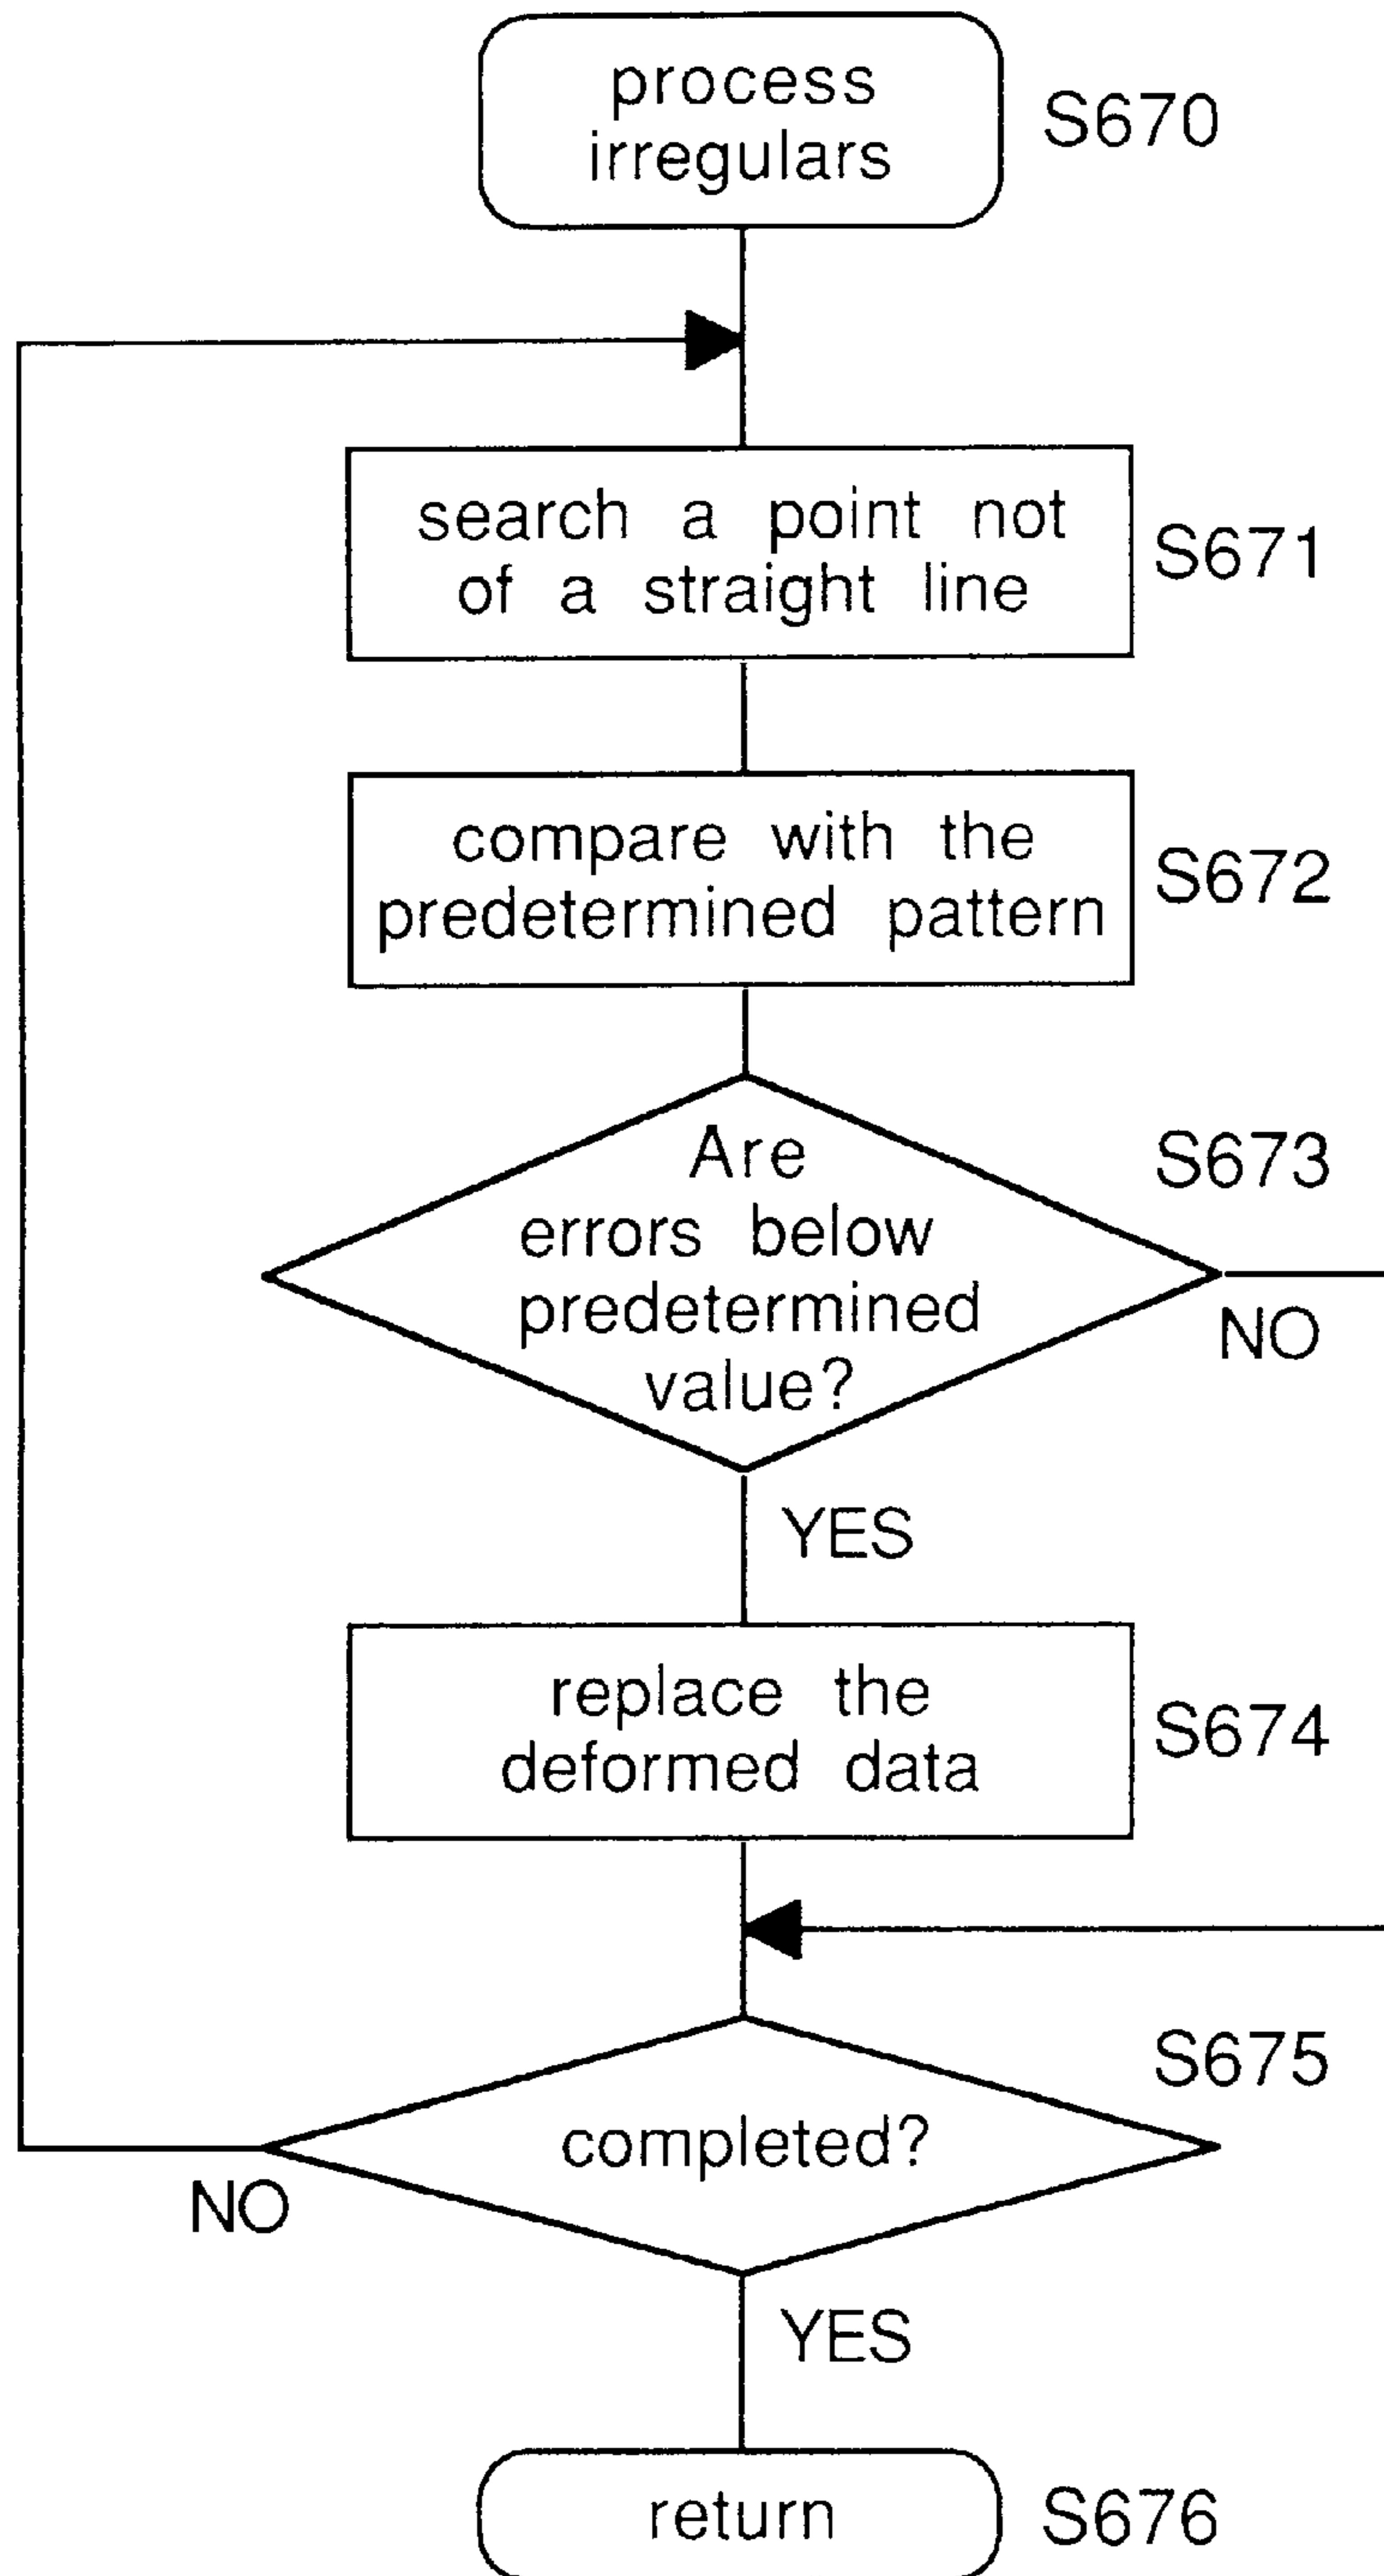 process
irregulars
S670
search a point not
of a straight line
S671
compare with the
predetermined pattern
S672
Are
errors below
predetermined
value?
S673
NO
YES
replace the
deformed data
S674
completed?
S675
NO
YES
return
S676